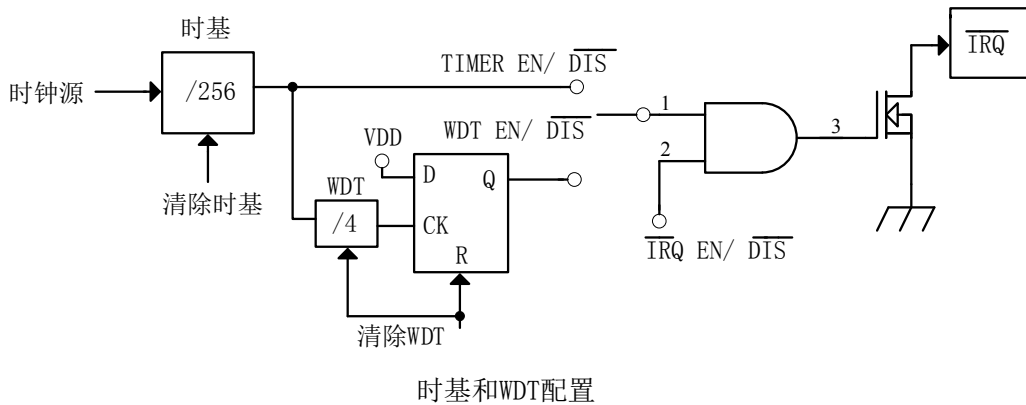 时基
时钟源
/256
清除时基
TIMER EN/ DIS
WDT EN/ DIS
VDD
D
Q
CK
R
WDT
/4
清除WDT
1
2
3
IRQ EN/ DIS
IRQ
时基和WDT配置